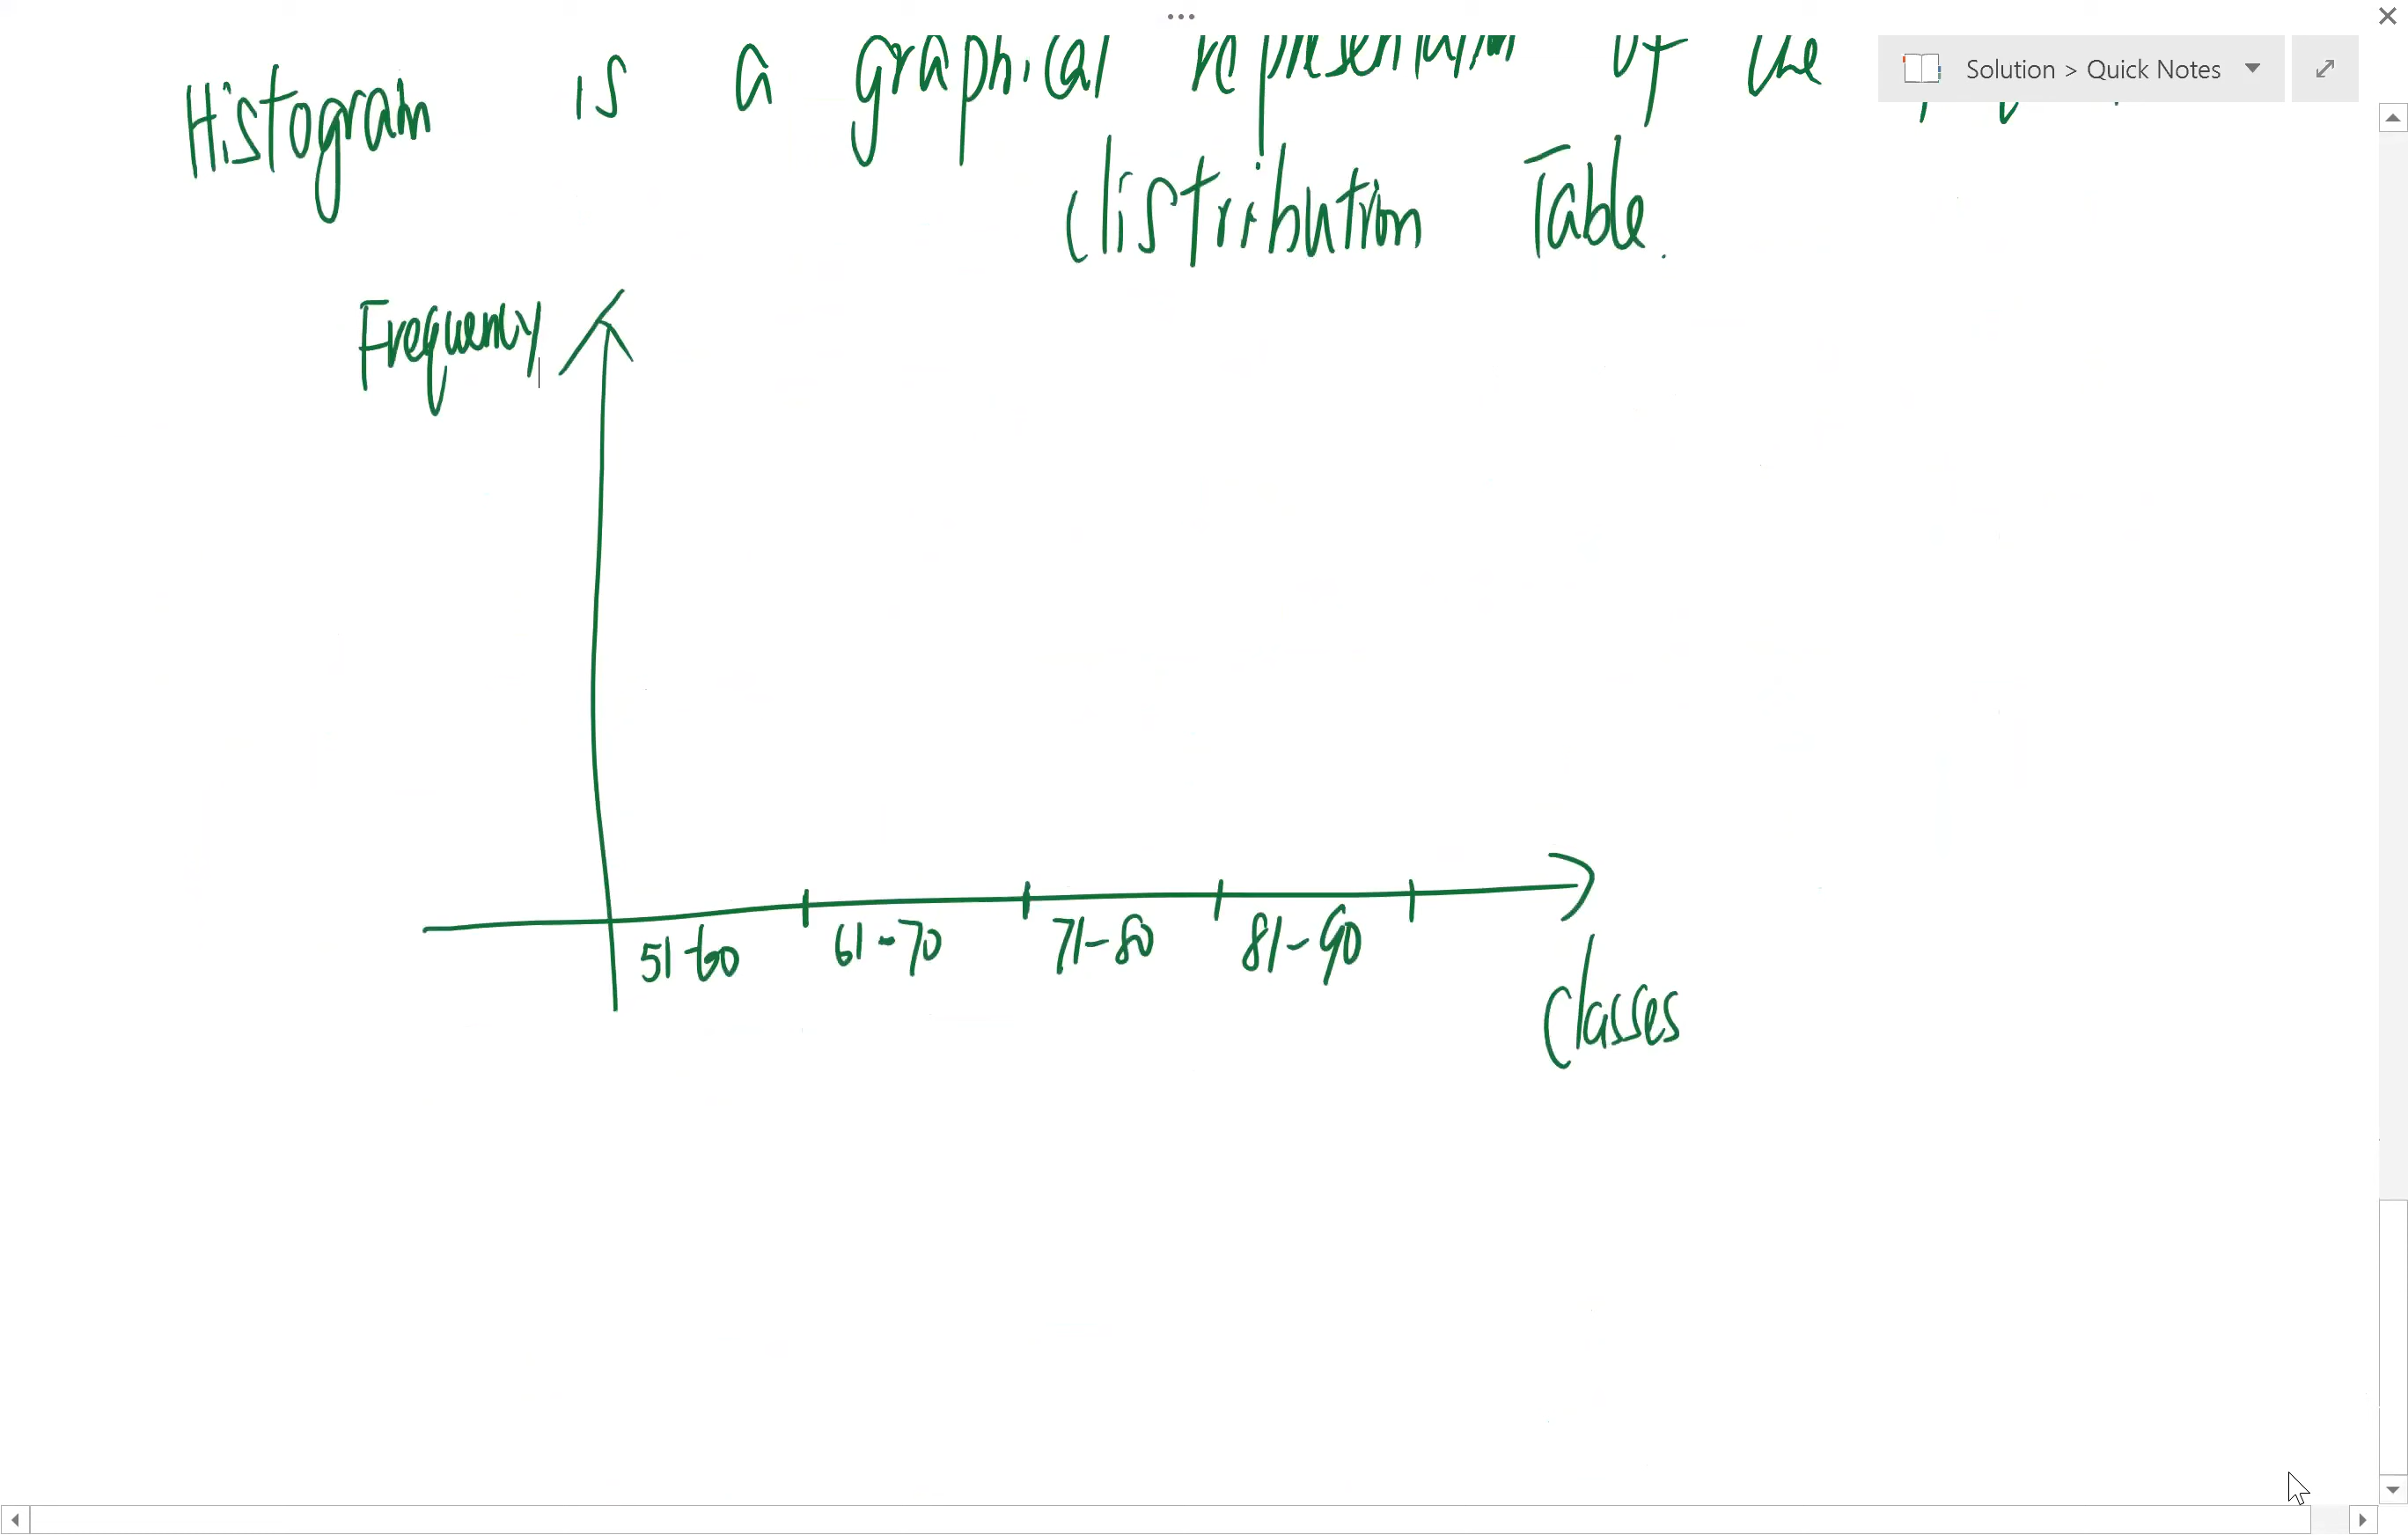 Solution > Quick Notes
Histogram is a graphical representation of the
distribution Table.
Frequency
51-60 61-70 71-80 81-90
Classes